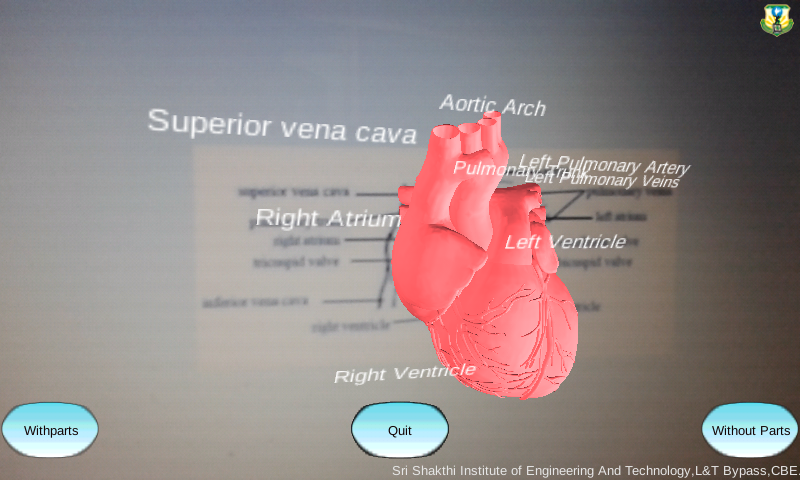 Aortic Arch
Superior vena cava
Left Pulmonary Artery
Pulmonary Trunk
Left Pulmonary Veins
superior vena cava
Right Atrium
left atrium
Left Ventricle
right atrium
tricuspid valve
inferior vena cava
right ventricle
Right Ventricle
Withparts
Quit
Without Parts
Sri Shakthi Institute of Engineering And Technology,L&T Bypass,CBE.